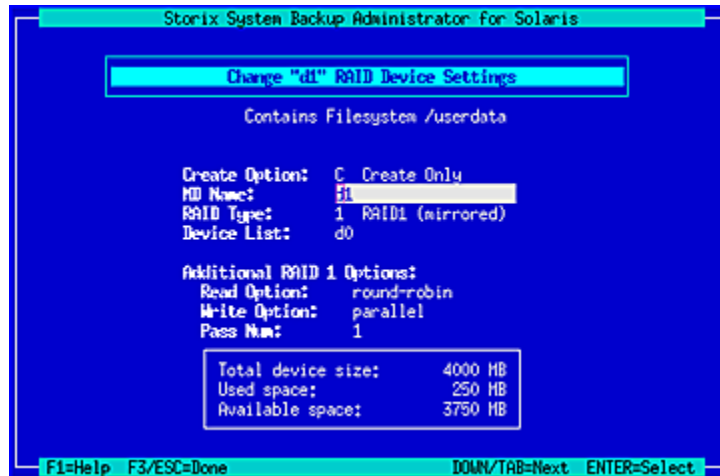 Storix System Backup Administrator for Solaris
Change "d1" RAID Device Settings
Contains Filesystem /userdata
Create Option: C Create Only
MD Name: d1
RAID Type: 1 RAID1 (mirrored)
Device List: d0
Additional RAID 1 Options:
Read Option: round-robin
Write Option: parallel
Pass Num: 1
Total device size: 4000 MB
Used space: 250 MB
Available space: 3750 MB
F1=Help F3/ESC=Done DOWN/TAB=Next ENTER=Select